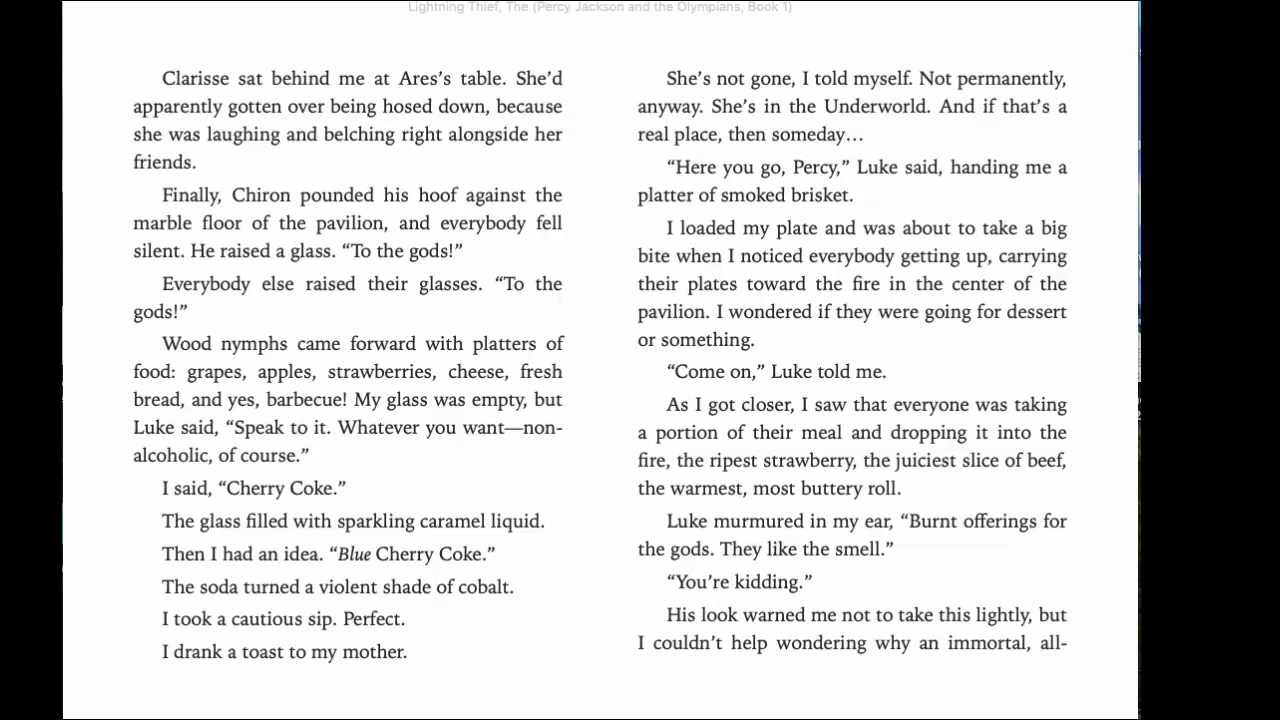 Lightning Thief, The (Percy Jackson and the Olympians, Book 1)
Clarisse sat behind me at Ares’s table. She’d
apparently gotten over being hosed down, because
she was laughing and belching right alongside her
friends.
Finally, Chiron pounded his hoof against the
marble floor of the pavilion, and everybody fell
silent. He raised a glass. “To the gods!”
Everybody else raised their glasses. “To the
gods!”
Wood nymphs came forward with platters of
food: grapes, apples, strawberries, cheese, fresh
bread, and yes, barbecue! My glass was empty, but
Luke said, “Speak to it. Whatever you want—non-
alcoholic, of course.”
I said, “Cherry Coke.”
The glass filled with sparkling caramel liquid.
Then I had an idea. “Blue Cherry Coke.”
The soda turned a violent shade of cobalt.
I took a cautious sip. Perfect.
I drank a toast to my mother.
She’s not gone, I told myself. Not permanently,
anyway. She’s in the Underworld. And if that’s a
real place, then someday…
“Here you go, Percy,” Luke said, handing me a
platter of smoked brisket.
I loaded my plate and was about to take a big
bite when I noticed everybody getting up, carrying
their plates toward the fire in the center of the
pavilion. I wondered if they were going for dessert
or something.
“Come on,” Luke told me.
As I got closer, I saw that everyone was taking
a portion of their meal and dropping it into the
fire, the ripest strawberry, the juiciest slice of beef,
the warmest, most buttery roll.
Luke murmured in my ear, “Burnt offerings for
the gods. They like the smell.”
“You’re kidding.”
His look warned me not to take this lightly, but
I couldn’t help wondering why an immortal, all-